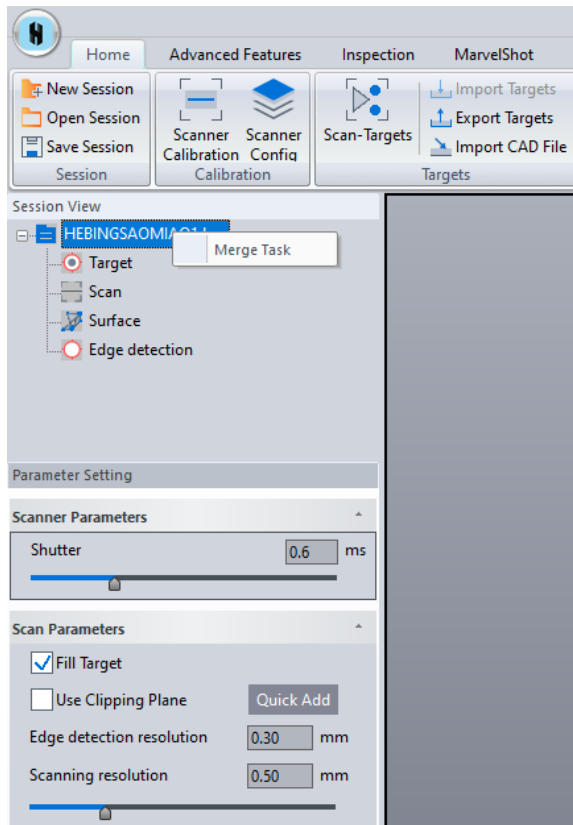 Home Advanced Features Inspection MarvelShot
New Session
Open Session
Save Session
Session
Scanner Calibration
Scanner Config
Calibration
Scan-Targets
Import Targets
Export Targets
Import CAD File
Targets
Session View
Merge Task
Target
Scan
Surface
Edge detection
Parameter Setting
Scanner Parameters
Shutter 0.6 ms
Scan Parameters
Fill Target
Use Clipping Plane Quick Add
Edge detection resolution 0.30 mm
Scanning resolution 0.50 mm